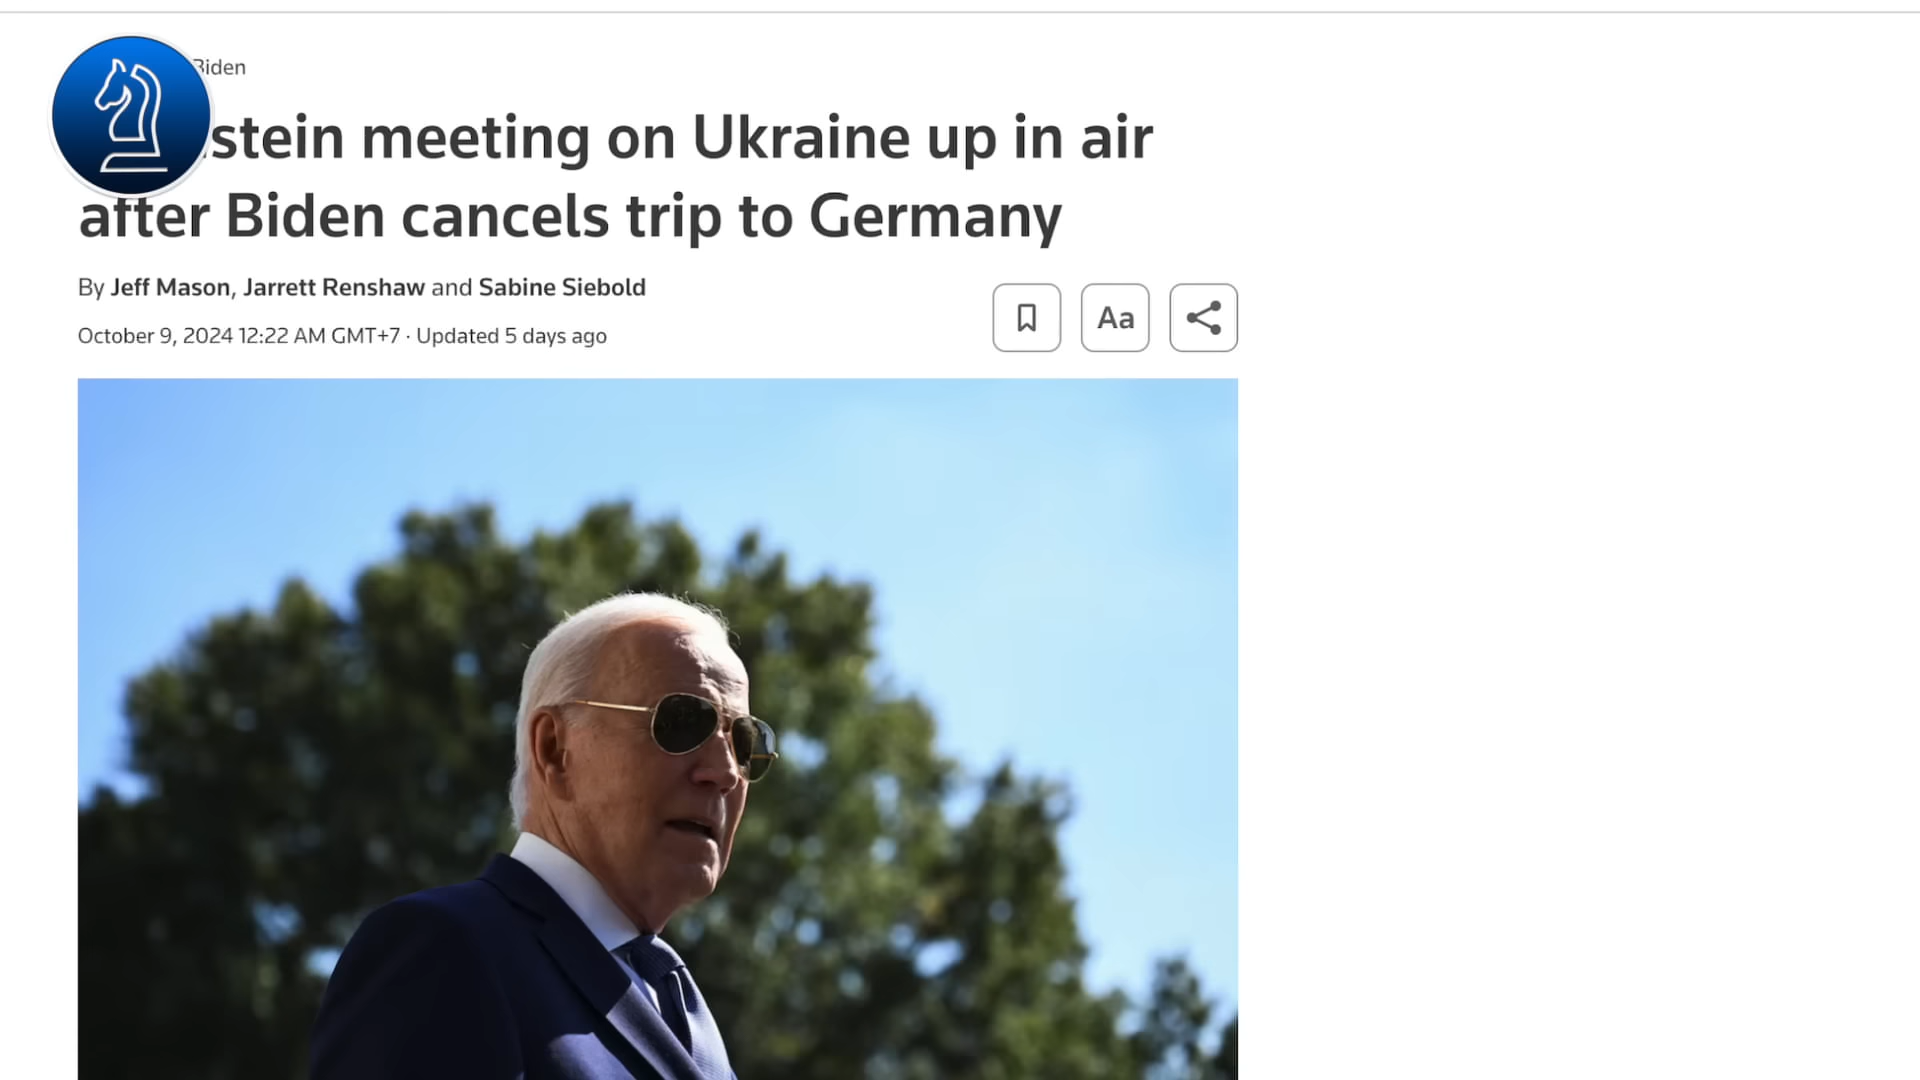 Biden
stein meeting on Ukraine up in air
after Biden cancels trip to Germany
By Jeff Mason, Jarrett Renshaw and Sabine Siebold
October 9, 2024 12:22 AM GMT+7 · Updated 5 days ago
Aa